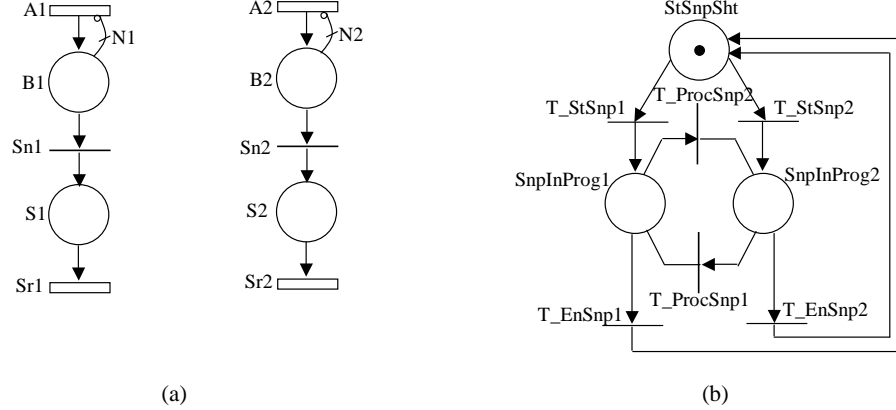 A1
N1
B1
Sn1
S1
Sr1
A2
N2
B2
Sn2
S2
Sr2
(a)
StSnpSht
T_ProcSnp2
T_StSnp1
T_StSnp2
SnpInProg1
SnpInProg2
T_ProcSnp1
T_EnSnp1
T_EnSnp2
(b)